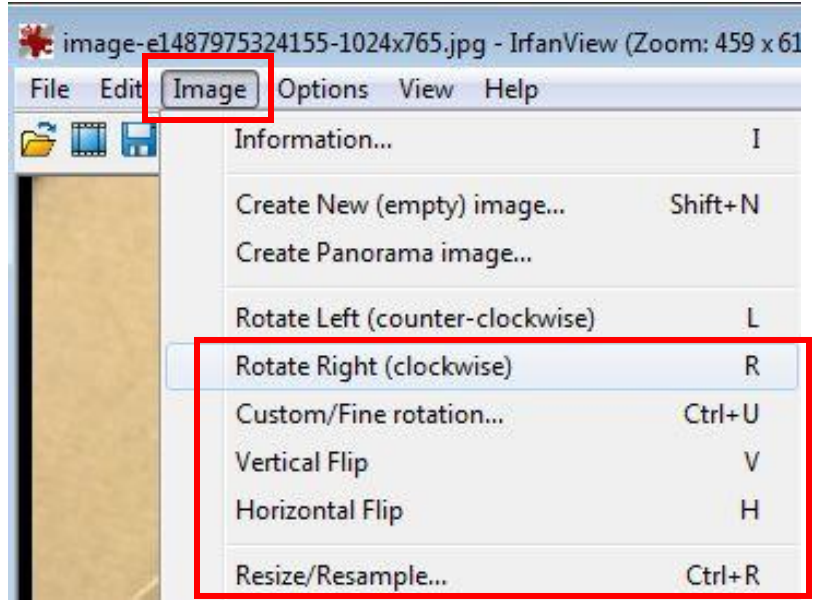 image-e1487975324155-1024x765.jpg - IrfanView (Zoom: 459 x 61
File Edit Image Options View Help
Information... I
Create New (empty) image... Shift+N
Create Panorama image...
Rotate Left (counter-clockwise) L
Rotate Right (clockwise) R
Custom/Fine rotation... Ctrl+U
Vertical Flip V
Horizontal Flip H
Resize/Resample... Ctrl+R